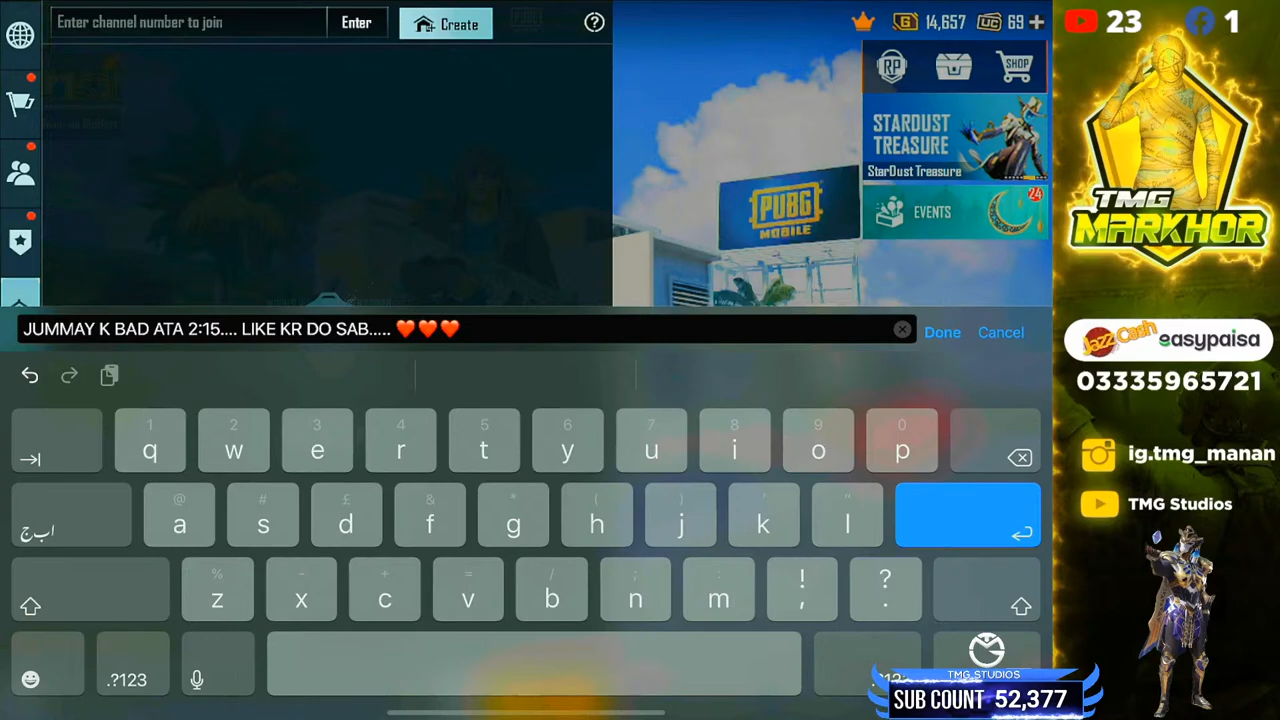 Enter channel number to join Enter Create ? 14,657 UC 69 +
23 1
RP SHOP
STARDUST
TREASURE
StarDust Treasure
EVENTS 24
PUBG
MOBILE
TMG
MARKHOR
JUMMAY K BAD ATA 2:15.... LIKE KR DO SAB..... ❤️❤️❤️ Done Cancel
JazzCash easypaisa
03335965721
1 2 3 4 5 6 7 8 9 0
q w e r t y u i o p
ig.tmg_manan
@ # £ & * ( ) ' "
ا ب ج a s d f g h j k l
TMG Studios
% - + = / ; : ! ?
z x c v b n m , .
.?123
TMG STUDIOS
SUB COUNT 52,377